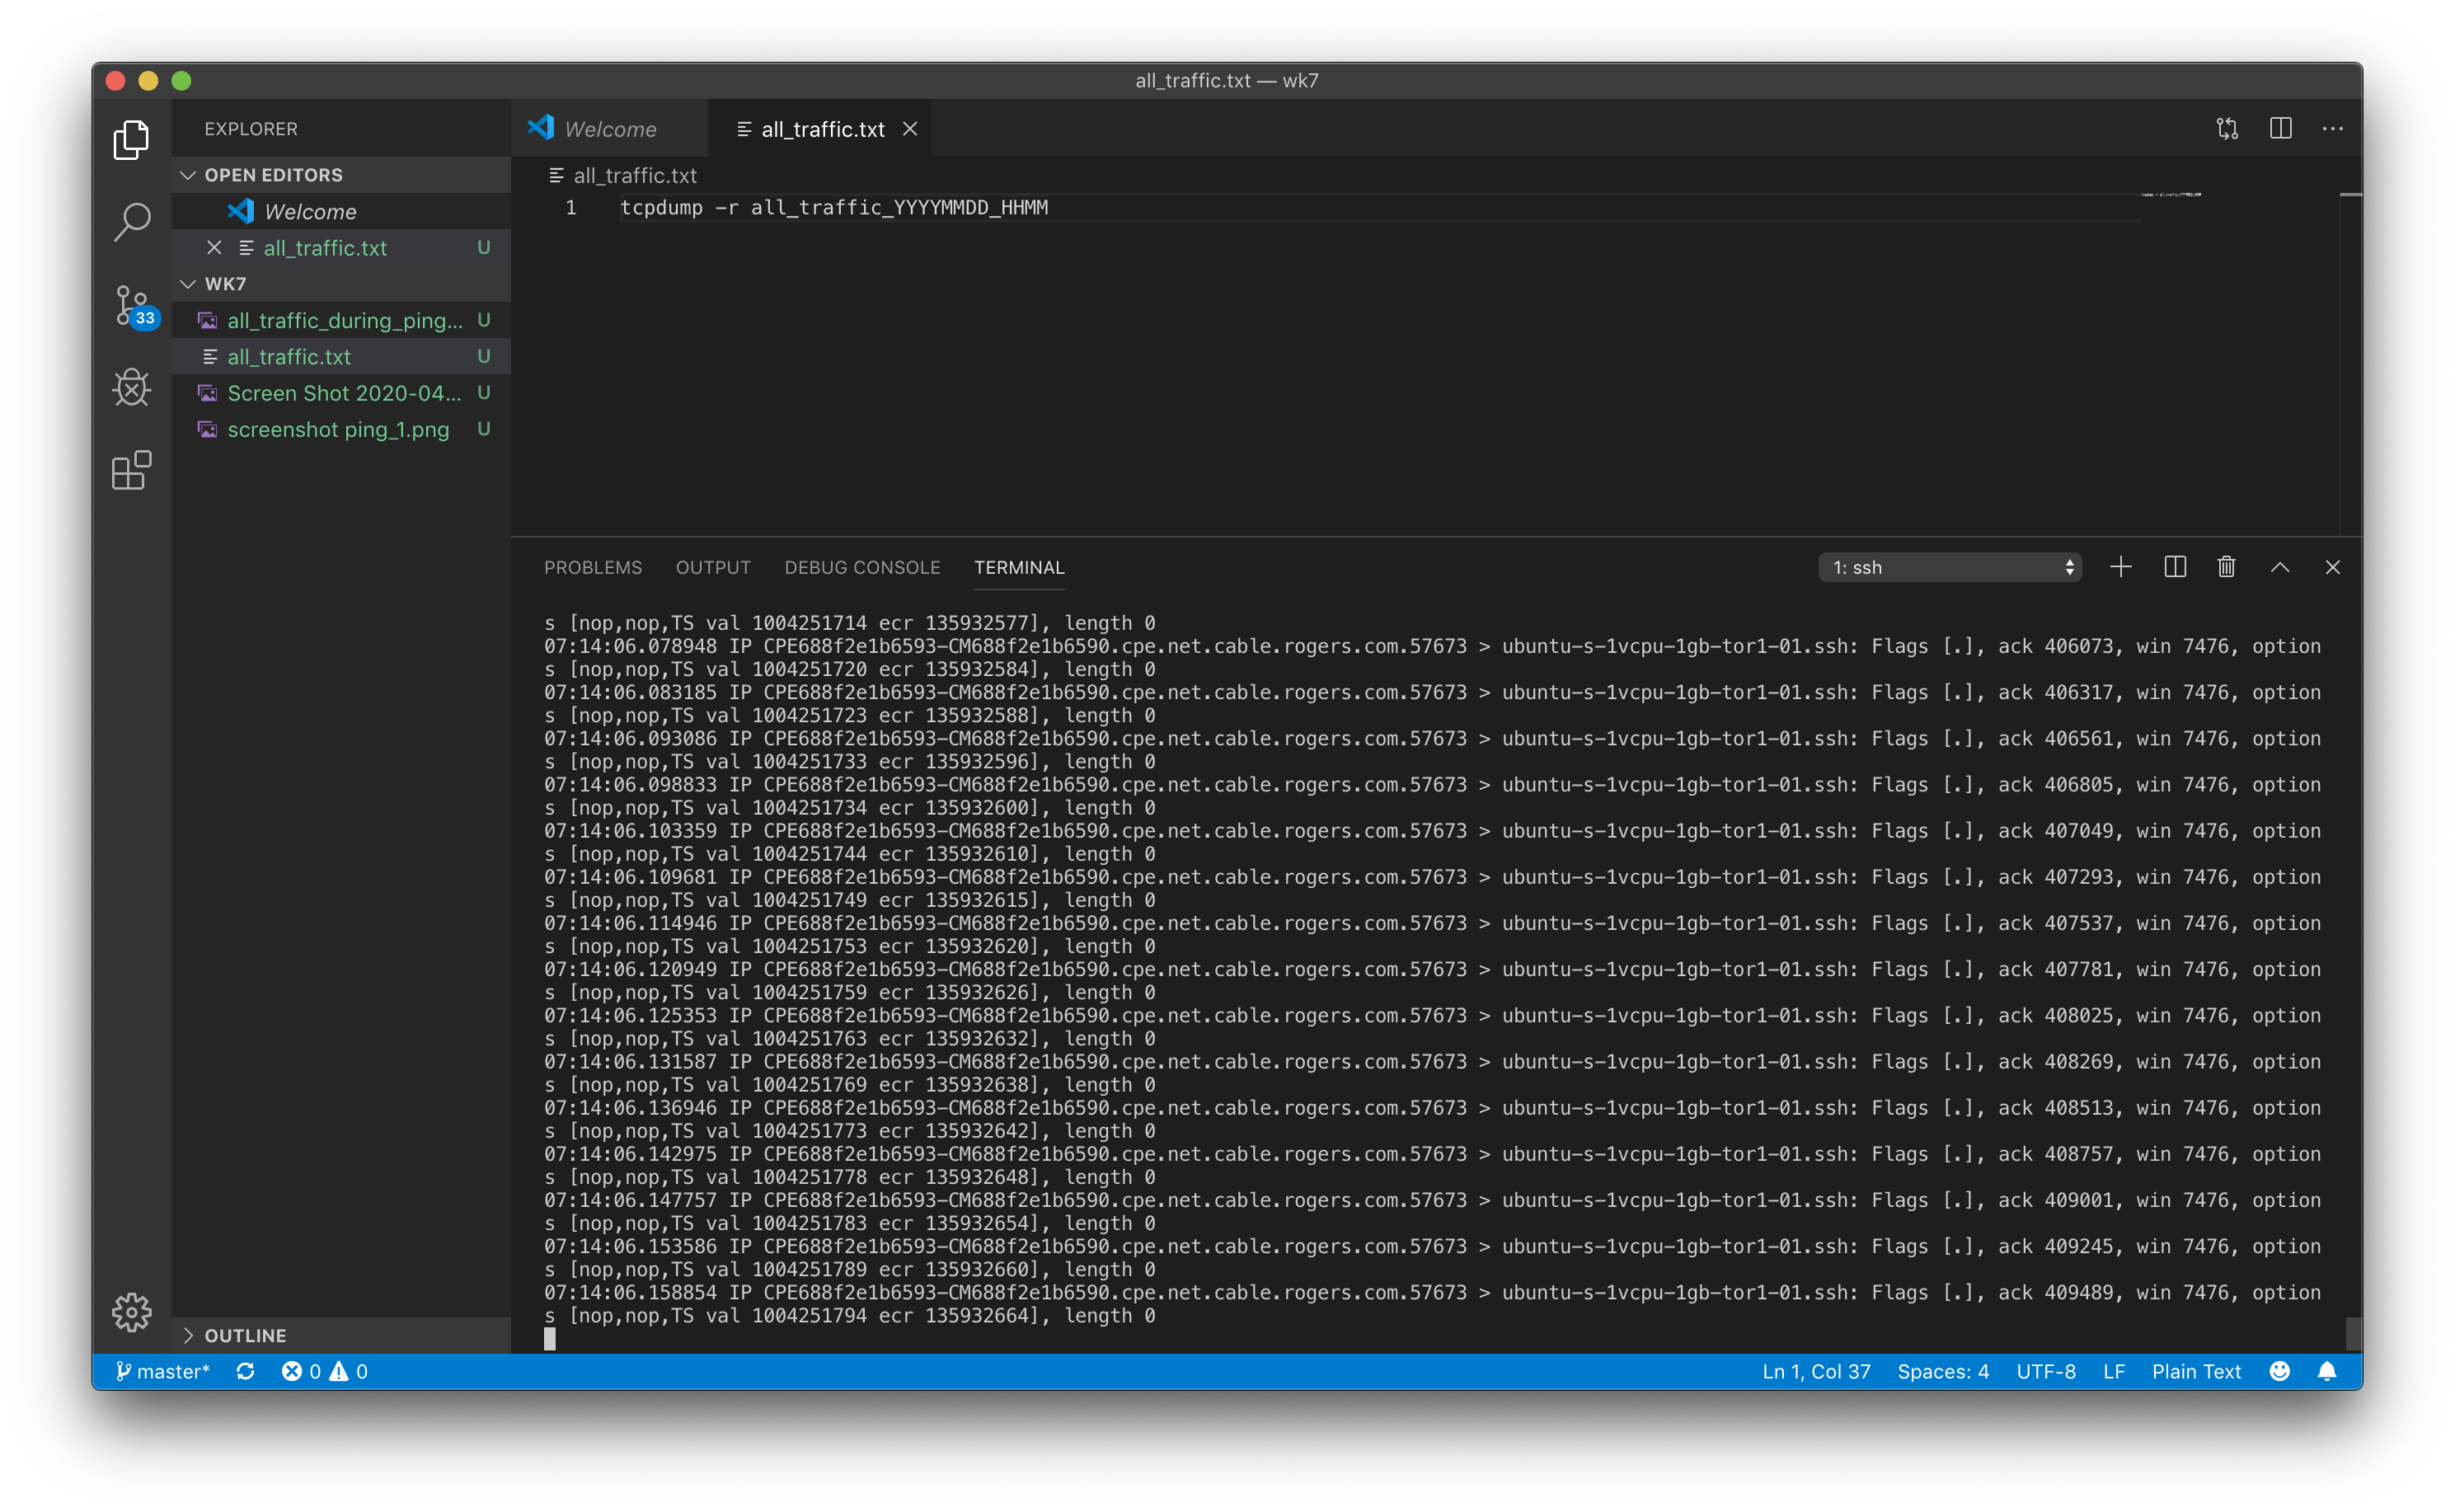 all_traffic.txt — wk7
EXPLORER
Welcome
all_traffic.txt
OPEN EDITORS
Welcome
all_traffic.txt U
WK7
all_traffic_during_ping... U
all_traffic.txt U
Screen Shot 2020-04... U
screenshot ping_1.png U
33
OUTLINE
all_traffic.txt
1 tcpdump -r all_traffic_YYYYMMDD_HHMM
PROBLEMS OUTPUT DEBUG CONSOLE TERMINAL 1: ssh
s [nop,nop,TS val 1004251714 ecr 135932577], length 0
07:14:06.078948 IP CPE688f2e1b6593-CM688f2e1b6590.cpe.net.cable.rogers.com.57673 > ubuntu-s-1vcpu-1gb-tor1-01.ssh: Flags [.], ack 406073, win 7476, option
s [nop,nop,TS val 1004251720 ecr 135932584], length 0
07:14:06.083185 IP CPE688f2e1b6593-CM688f2e1b6590.cpe.net.cable.rogers.com.57673 > ubuntu-s-1vcpu-1gb-tor1-01.ssh: Flags [.], ack 406317, win 7476, option
s [nop,nop,TS val 1004251723 ecr 135932588], length 0
07:14:06.093086 IP CPE688f2e1b6593-CM688f2e1b6590.cpe.net.cable.rogers.com.57673 > ubuntu-s-1vcpu-1gb-tor1-01.ssh: Flags [.], ack 406561, win 7476, option
s [nop,nop,TS val 1004251733 ecr 135932596], length 0
07:14:06.098833 IP CPE688f2e1b6593-CM688f2e1b6590.cpe.net.cable.rogers.com.57673 > ubuntu-s-1vcpu-1gb-tor1-01.ssh: Flags [.], ack 406805, win 7476, option
s [nop,nop,TS val 1004251734 ecr 135932600], length 0
07:14:06.103359 IP CPE688f2e1b6593-CM688f2e1b6590.cpe.net.cable.rogers.com.57673 > ubuntu-s-1vcpu-1gb-tor1-01.ssh: Flags [.], ack 407049, win 7476, option
s [nop,nop,TS val 1004251744 ecr 135932610], length 0
07:14:06.109681 IP CPE688f2e1b6593-CM688f2e1b6590.cpe.net.cable.rogers.com.57673 > ubuntu-s-1vcpu-1gb-tor1-01.ssh: Flags [.], ack 407293, win 7476, option
s [nop,nop,TS val 1004251749 ecr 135932615], length 0
07:14:06.114946 IP CPE688f2e1b6593-CM688f2e1b6590.cpe.net.cable.rogers.com.57673 > ubuntu-s-1vcpu-1gb-tor1-01.ssh: Flags [.], ack 407537, win 7476, option
s [nop,nop,TS val 1004251753 ecr 135932620], length 0
07:14:06.120949 IP CPE688f2e1b6593-CM688f2e1b6590.cpe.net.cable.rogers.com.57673 > ubuntu-s-1vcpu-1gb-tor1-01.ssh: Flags [.], ack 407781, win 7476, option
s [nop,nop,TS val 1004251759 ecr 135932626], length 0
07:14:06.125353 IP CPE688f2e1b6593-CM688f2e1b6590.cpe.net.cable.rogers.com.57673 > ubuntu-s-1vcpu-1gb-tor1-01.ssh: Flags [.], ack 408025, win 7476, option
s [nop,nop,TS val 1004251763 ecr 135932632], length 0
07:14:06.131587 IP CPE688f2e1b6593-CM688f2e1b6590.cpe.net.cable.rogers.com.57673 > ubuntu-s-1vcpu-1gb-tor1-01.ssh: Flags [.], ack 408269, win 7476, option
s [nop,nop,TS val 1004251769 ecr 135932638], length 0
07:14:06.136946 IP CPE688f2e1b6593-CM688f2e1b6590.cpe.net.cable.rogers.com.57673 > ubuntu-s-1vcpu-1gb-tor1-01.ssh: Flags [.], ack 408513, win 7476, option
s [nop,nop,TS val 1004251773 ecr 135932642], length 0
07:14:06.142975 IP CPE688f2e1b6593-CM688f2e1b6590.cpe.net.cable.rogers.com.57673 > ubuntu-s-1vcpu-1gb-tor1-01.ssh: Flags [.], ack 408757, win 7476, option
s [nop,nop,TS val 1004251778 ecr 135932648], length 0
07:14:06.147757 IP CPE688f2e1b6593-CM688f2e1b6590.cpe.net.cable.rogers.com.57673 > ubuntu-s-1vcpu-1gb-tor1-01.ssh: Flags [.], ack 409001, win 7476, option
s [nop,nop,TS val 1004251783 ecr 135932654], length 0
07:14:06.153586 IP CPE688f2e1b6593-CM688f2e1b6590.cpe.net.cable.rogers.com.57673 > ubuntu-s-1vcpu-1gb-tor1-01.ssh: Flags [.], ack 409245, win 7476, option
s [nop,nop,TS val 1004251789 ecr 135932660], length 0
07:14:06.158854 IP CPE688f2e1b6593-CM688f2e1b6590.cpe.net.cable.rogers.com.57673 > ubuntu-s-1vcpu-1gb-tor1-01.ssh: Flags [.], ack 409489, win 7476, option
s [nop,nop,TS val 1004251794 ecr 135932664], length 0
master* 0 0 Ln 1, Col 37 Spaces: 4 UTF-8 LF Plain Text